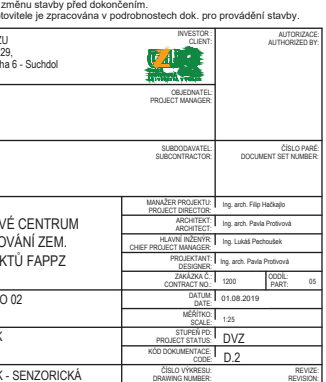 změnu stavby před dokončením.
otovitele je zpracována v podrobnostech dok. pro provádění stavby.
ZU
29,
ha 6 - Suchdol
INVESTOR :
CLIENT:
AUTORIZACE:
AUTHORIZED BY:
OBJEDNATEL:
PROJECT MANAGER:
SUBDODAVATEL:
SUBCONTRACTOR:
ČÍSLO PARÉ:
DOCUMENT SET NUMBER:
VÉ CENTRUM
OVÁNÍ ZEM.
KTŮ FAPPZ
MANAŽER PROJEKTU:
PROJECT DIRECTOR:
Ing. arch. Filip Hačkajlo
ARCHITEKT:
ARCHITECT:
Ing. arch. Pavla Protivová
HLAVNÍ INŽENÝR:
CHIEF PROJECT MANAGER:
Ing. Lukáš Pechoušek
PROJEKTANT:
DESIGNER:
Ing. arch. Pavla Protivová
ZAKÁZKA Č.:
CONTRACT NO.:
1200
ODDÍL:
PART:
05
O 02
DATUM:
DATE:
01.08.2019
MĚŘÍTKO:
SCALE:
1:25
K
STUPEŇ PD:
PROJECT STATUS:
DVZ
KÓD DOKUMENTACE:
CODE:
D.2
K - SENZORICKÁ
ČÍSLO VÝKRESU:
DRAWING NUMBER:
REVIZE:
REVISION: